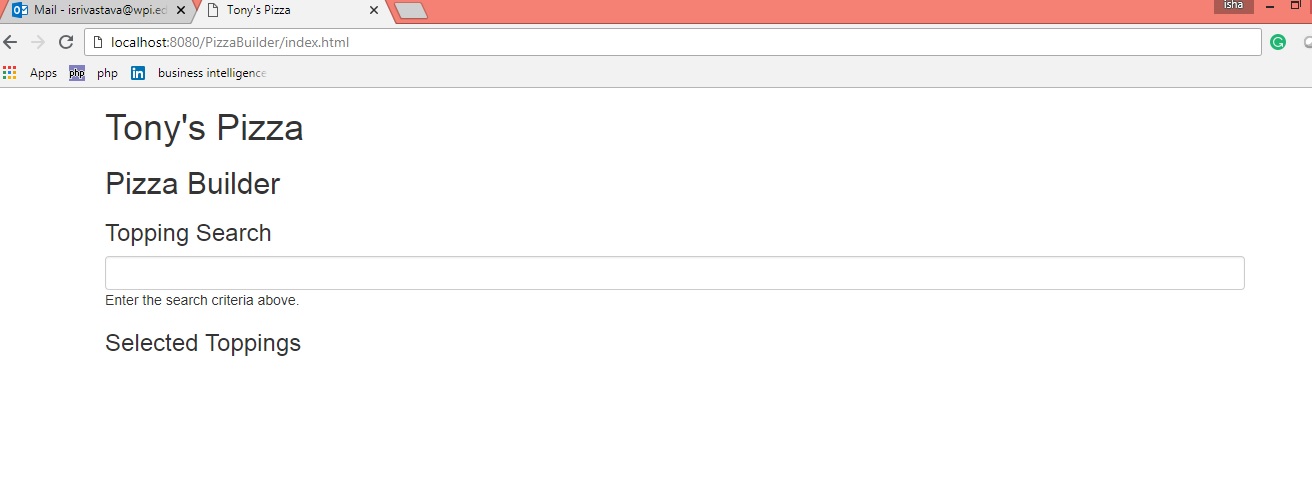 Mail - isrivastava@wpi.ed
Tony's Pizza
isha
localhost:8080/PizzaBuilder/index.html
Apps
php
php
business intelligence
Tony's Pizza
Pizza Builder
Topping Search
Enter the search criteria above.
Selected Toppings